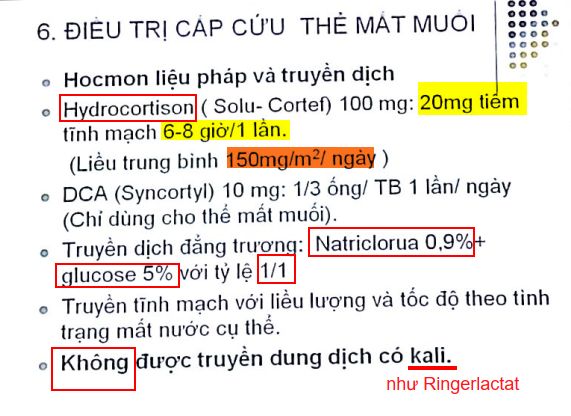 6. ĐIỀU TRỊ CẤP CỨU THỂ MẤT MUỐI
Hocmon liệu pháp và truyền dịch
Hydrocortison ( Solu- Cortef) 100 mg: 20mg tiêm
tĩnh mạch 6-8 giờ/1 lần.
(Liều trung bình 150mg/m²/ ngày )
DCA (Syncortyl) 10 mg: 1/3 ống/ TB 1 lần/ ngày
(Chỉ dùng cho thể mất muối).
Truyền dịch đẳng trương: Natriclorua 0,9%+
glucose 5% với tỷ lệ 1/1
Truyền tĩnh mạch với liều lượng và tốc độ theo tình
trạng mất nước cụ thể.
Không được truyền dung dịch có kali.
như Ringerlactat